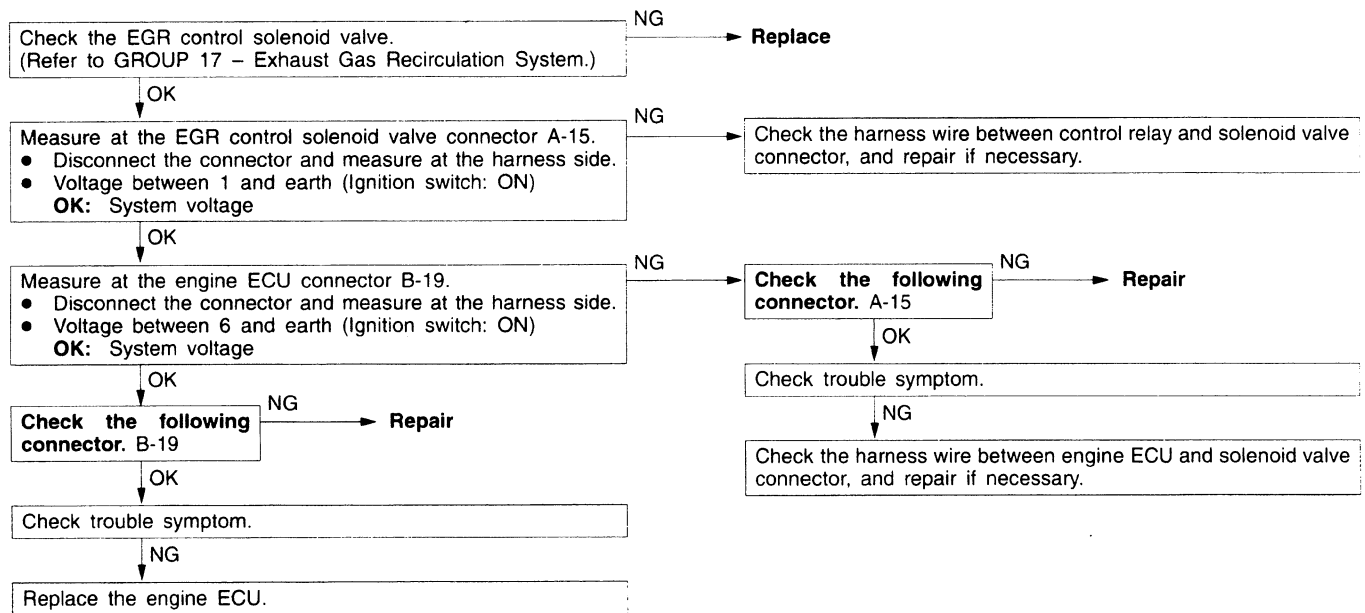 NG
Check the EGR control solenoid valve.
(Refer to GROUP 17 – Exhaust Gas Recirculation System.)
Replace
OK
Measure at the EGR control solenoid valve connector A-15.
● Disconnect the connector and measure at the harness side.
● Voltage between 1 and earth (Ignition switch: ON)
OK: System voltage
NG
Check the harness wire between control relay and solenoid valve
connector, and repair if necessary.
OK
Measure at the engine ECU connector B-19.
● Disconnect the connector and measure at the harness side.
● Voltage between 6 and earth (Ignition switch: ON)
OK: System voltage
NG
Check the following
connector. A-15
NG
Repair
OK
Check trouble symptom.
NG
Check the harness wire between engine ECU and solenoid valve
connector, and repair if necessary.
OK
Check the following
connector. B-19
NG
Repair
OK
Check trouble symptom.
NG
Replace the engine ECU.